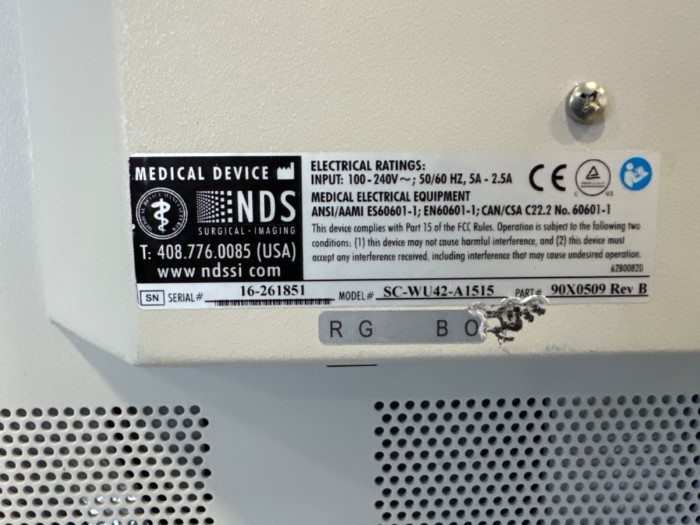 MEDICAL DEVICE
NDS
SURGICAL · IMAGING
T: 408.776.0085 (USA)
www ndssi com
ELECTRICAL RATINGS:
INPUT: 100-240V~; 50/60 HZ, 5A - 2.5A
MEDICAL ELECTRICAL EQUIPMENT
ANSI/AAMI ES60601-1; EN60601-1; CAN/CSA C22.2 No. 60601-1
This device complies with Part 15 of the FCC Rules. Operation is subject to the following two
conditions: (1) this device may not cause harmful interference, and (2) this device must
accept any interference received, including interference that may cause undesired operation.
62B0082D
CE
C US
SN SERIAL# 16-261851 MODEL# SC-WU42-A1515 PART# 90X0509 Rev B
RG BO